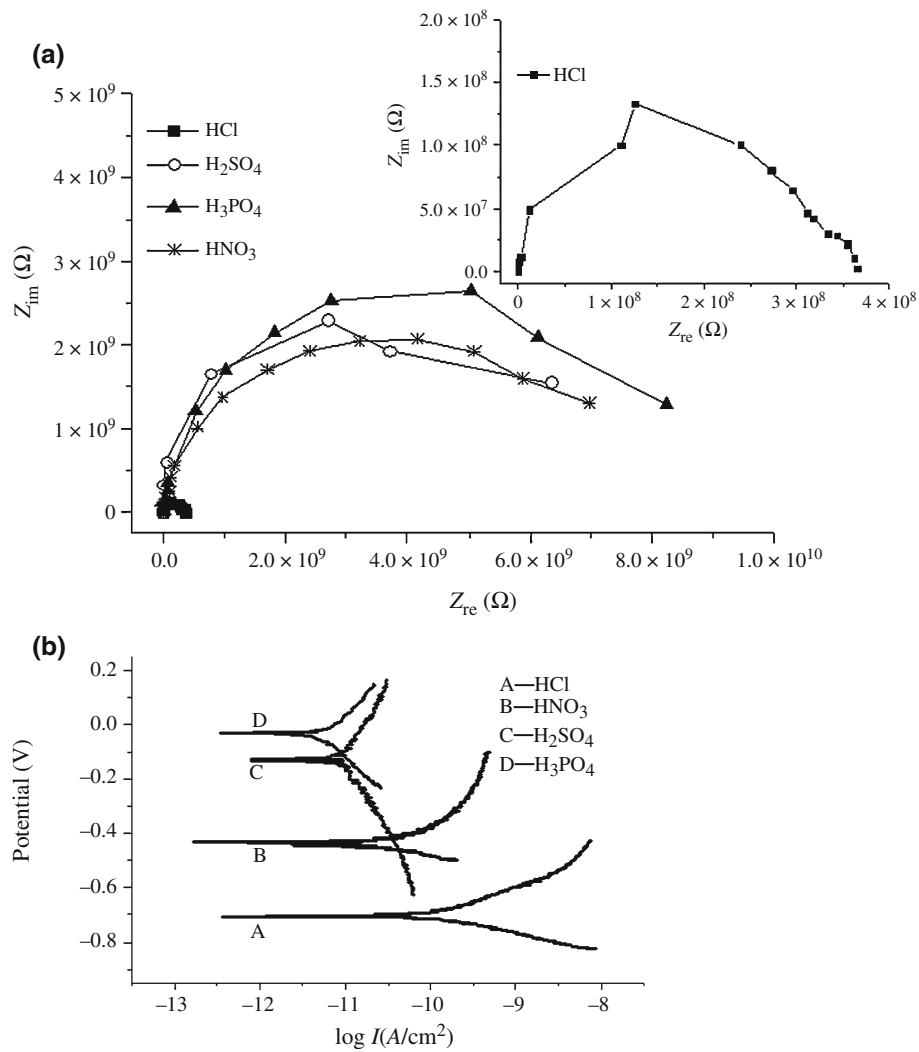 (a)
5 × 10⁹
4 × 10⁹
3 × 10⁹
2 × 10⁹
1 × 10⁹
0
Z_im (Ω)
HCl
H₂SO₄
H₃PO₄
HNO₃
0.0
2.0 × 10⁹
4.0 × 10⁹
6.0 × 10⁹
8.0 × 10⁹
1.0 × 10¹⁰
Z_re (Ω)
2.0 × 10⁸
1.5 × 10⁸
1.0 × 10⁸
5.0 × 10⁷
0.0
Z_im (Ω)
HCl
0
1 × 10⁸
2 × 10⁸
3 × 10⁸
4 × 10⁸
Z_re (Ω)
(b)
0.2
0.0
−0.2
−0.4
−0.6
−0.8
Potential (V)
D
C
B
A
A—HCl
B—HNO₃
C—H₂SO₄
D—H₃PO₄
−13
−12
−11
−10
−9
−8
log I(A/cm²)